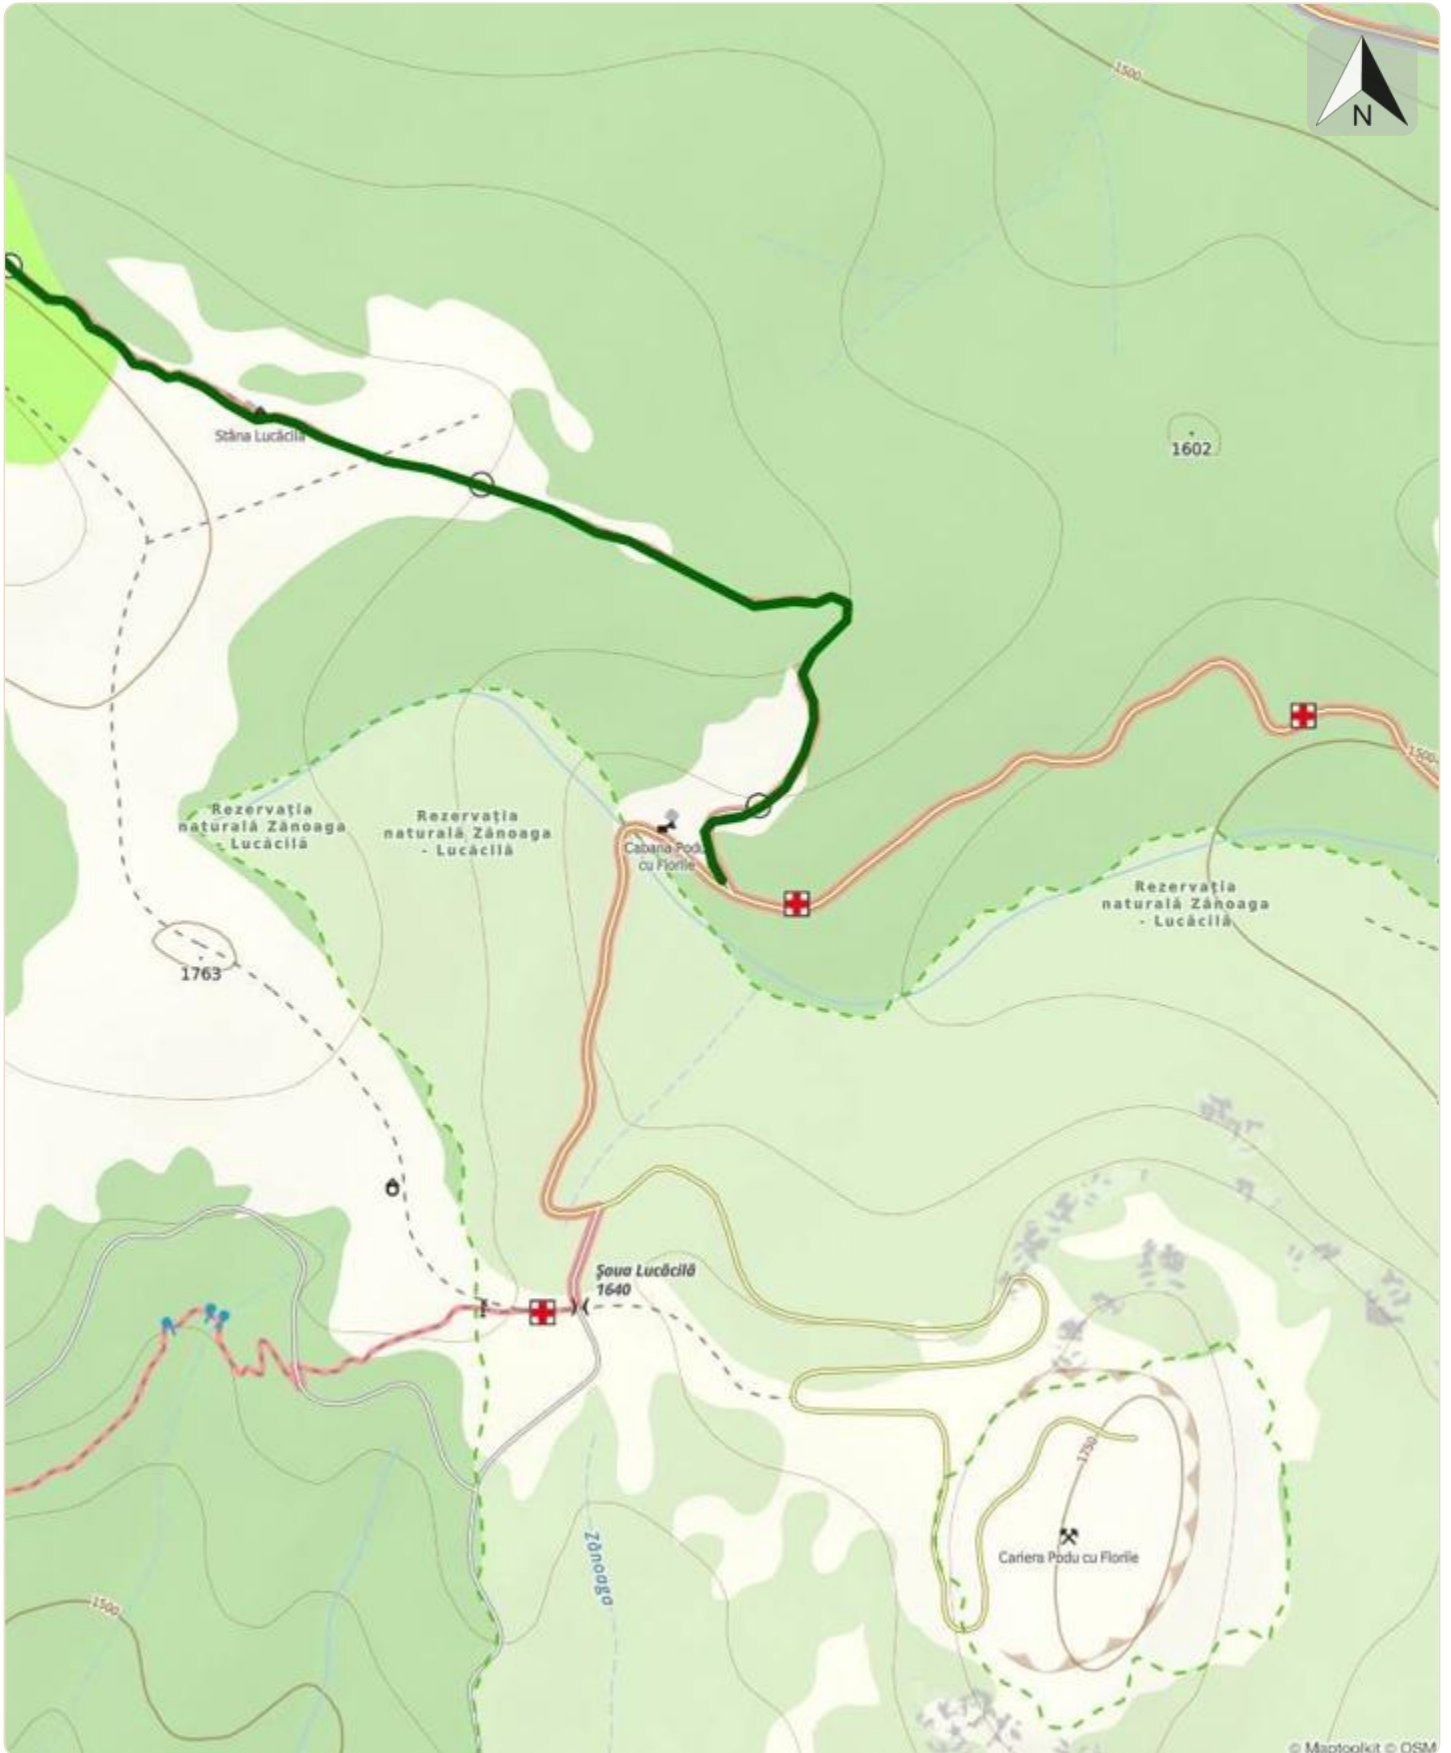 1500
N
Stâna Lucăcilă
1602
1500
Rezervația
naturală Zănoaga
- Lucăcilă
Rezervația
naturală Zănoaga
- Lucăcilă
Cabana Podu
cu Florile
Rezervația
naturală Zănoaga
- Lucăcilă
1763
Șaua Lucăcilă
1640
1750
Cariera Podu cu Florile
Zănoaga
1500
© Maptoolkit © OSM